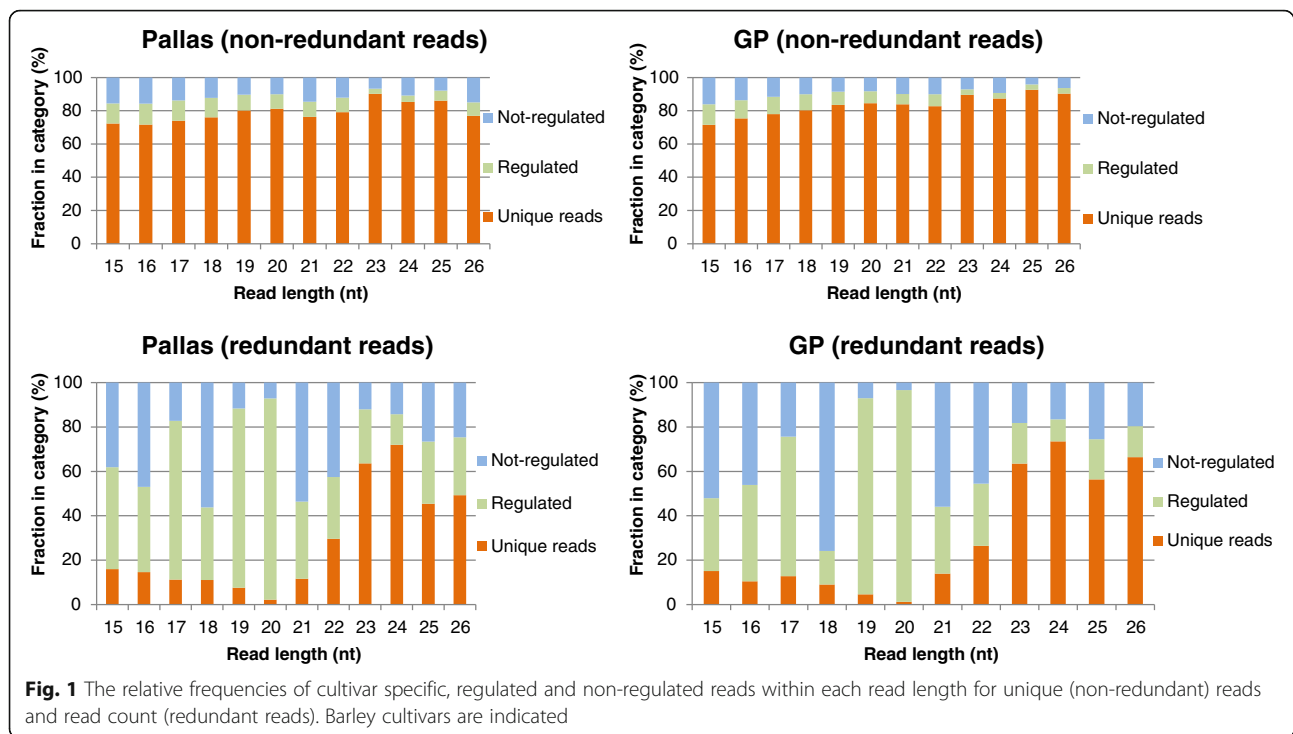 Pallas (non-redundant reads)
Fraction in category (%)
100
80
60
40
20
0
15 16 17 18 19 20 21 22 23 24 25 26
Read length (nt)
Not-regulated
Regulated
Unique reads
GP (non-redundant reads)
Fraction in category (%)
100
80
60
40
20
0
15 16 17 18 19 20 21 22 23 24 25 26
Read length (nt)
Not-regulated
Regulated
Unique reads
Pallas (redundant reads)
Fraction in category (%)
100
80
60
40
20
0
15 16 17 18 19 20 21 22 23 24 25 26
Read length (nt)
Not-regulated
Regulated
Unique reads
GP (redundant reads)
Fraction in category (%)
100
80
60
40
20
0
15 16 17 18 19 20 21 22 23 24 25 26
Read length (nt)
Not-regulated
Regulated
Unique reads
Fig. 1 The relative frequencies of cultivar specific, regulated and non-regulated reads within each read length for unique (non-redundant) reads
and read count (redundant reads). Barley cultivars are indicated